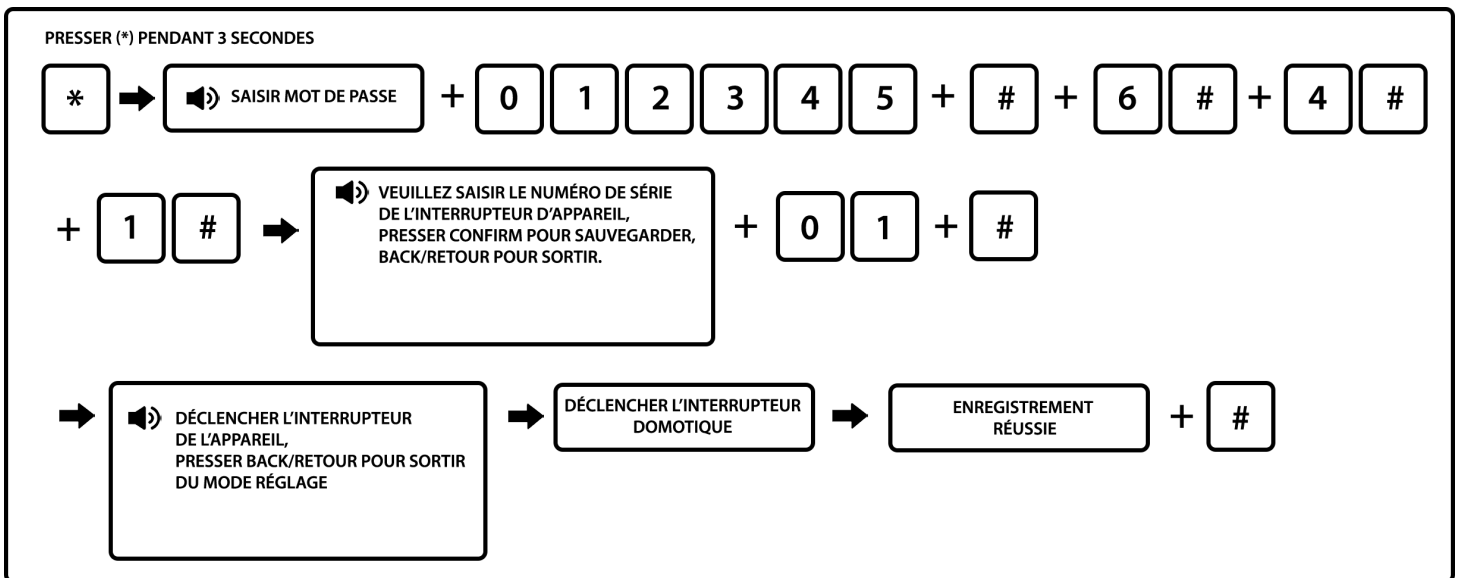 PRESSER (*) PENDANT 3 SECONDES
* SAISIR MOT DE PASSE + 0 1 2 3 4 5 + # + 6 # + 4 #
+ 1 # VEUILLEZ SAISIR LE NUMÉRO DE SÉRIE
DE L'INTERRUPTEUR D'APPAREIL,
PRESSER CONFIRM POUR SAUVEGARDER,
BACK/RETOUR POUR SORTIR.
+ 0 1 + #
DÉCLENCHER L'INTERRUPTEUR
DE L'APPAREIL,
PRESSER BACK/RETOUR POUR SORTIR
DU MODE RÉGLAGE
DÉCLENCHER L'INTERRUPTEUR
DOMOTIQUE
ENREGISTREMENT
RÉUSSIE
+ #